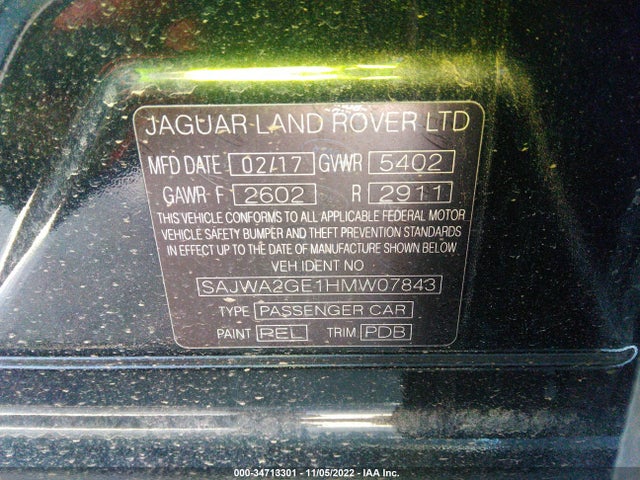 JAGUAR LAND ROVER LTD
MFD DATE 02/17 GVWR 5402
GAWR- F 2602 R 2911
THIS VEHICLE CONFORMS TO ALL APPLICABLE FEDERAL MOTOR
VEHICLE SAFETY BUMPER AND THEFT PREVENTION STANDARDS
IN EFFECT UP TO THE DATE OF MANUFACTURE SHOWN BELOW
VEH IDENT NO
SAJWA2GE1HMW07843
TYPE PASSENGER CAR
PAINT REL TRIM PDB
000-34713301 - 11/05/2022 - IAA Inc.